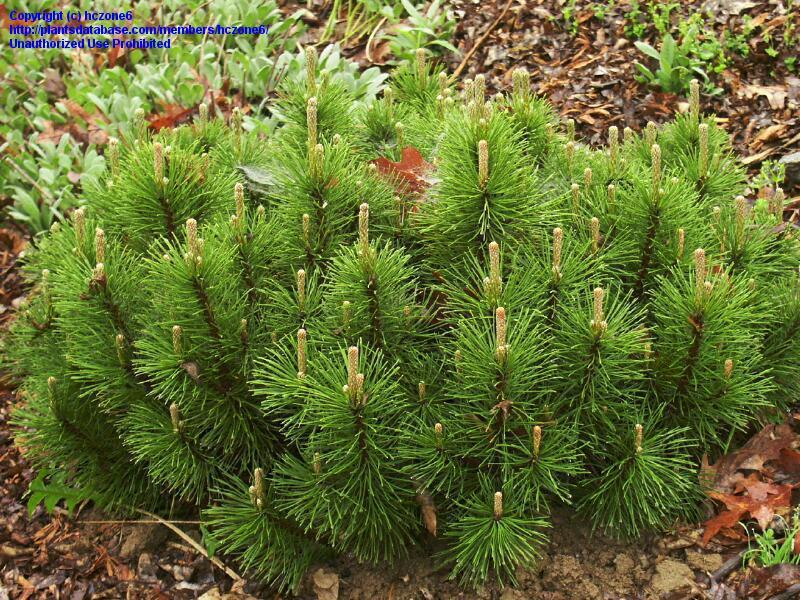 Copyright (c) hczone6
http://plantsdatabase.com/members/hczone6/
Unauthorized Use Prohibited